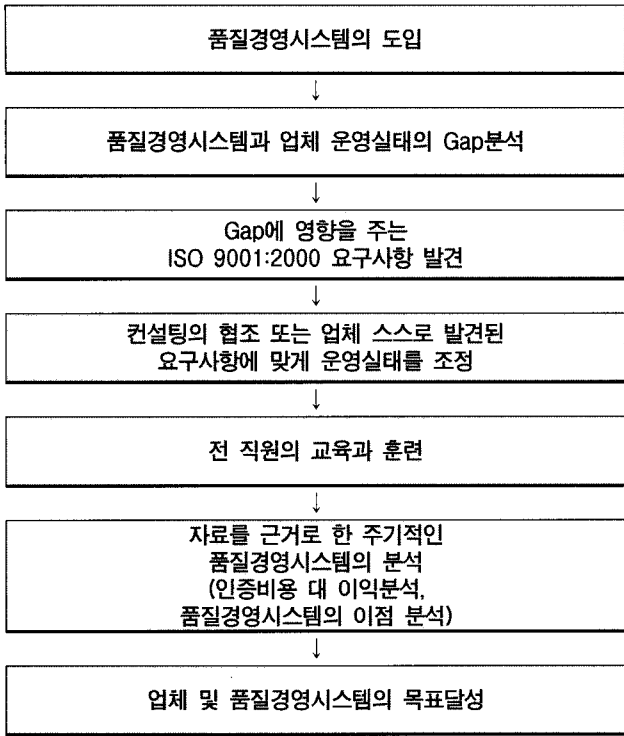 품질경영시스템의 도입
↓
품질경영시스템과 업체 운영실태의 Gap분석
↓
Gap에 영향을 주는
ISO 9001:2000 요구사항 발견
↓
컨설팅의 협조 또는 업체 스스로 발견된
요구사항에 맞게 운영실태를 조정
↓
전 직원의 교육과 훈련
↓
자료를 근거로 한 주기적인
품질경영시스템의 분석
(인증비용 대 이익분석,
품질경영시스템의 이점 분석)
↓
업체 및 품질경영시스템의 목표달성